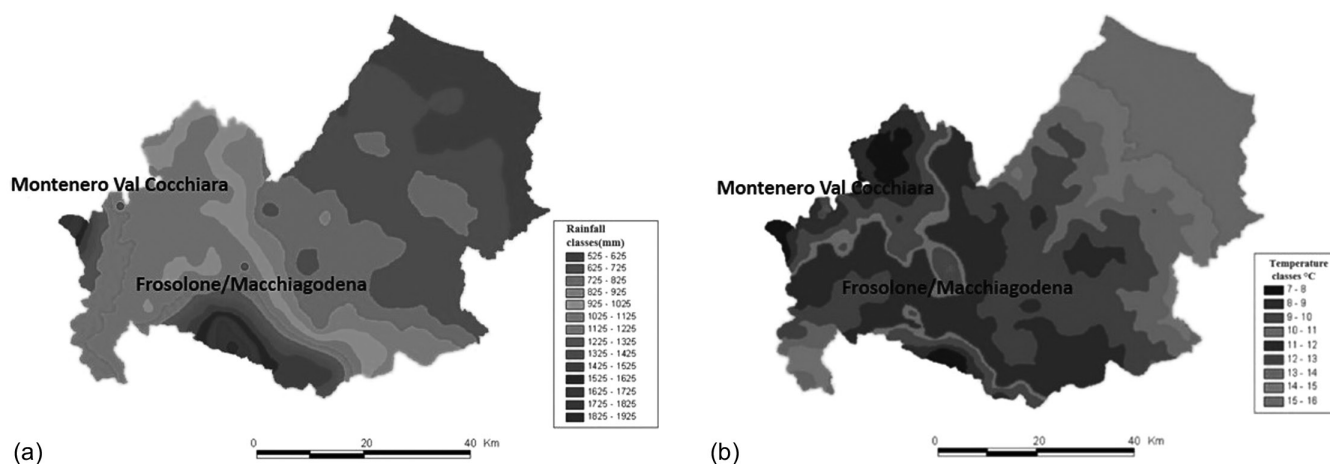 Montenero Val Cocchiara
Frosolone/Macchiagodena
Rainfall
classes(mm)
525 - 625
625 - 725
725 - 825
825 - 925
925 - 1025
1025 - 1125
1125 - 1225
1225 - 1325
1325 - 1425
1425 - 1525
1525 - 1625
1625 - 1725
1725 - 1825
1825 - 1925
(a)
0 20 40 Km
Montenero Val Cocchiara
Frosolone/Macchiagodena
Temperature
classes °C
7 - 8
8 - 9
9 - 10
10 - 11
11 - 12
12 - 13
13 - 14
14 - 15
15 - 16
(b)
0 20 40 Km